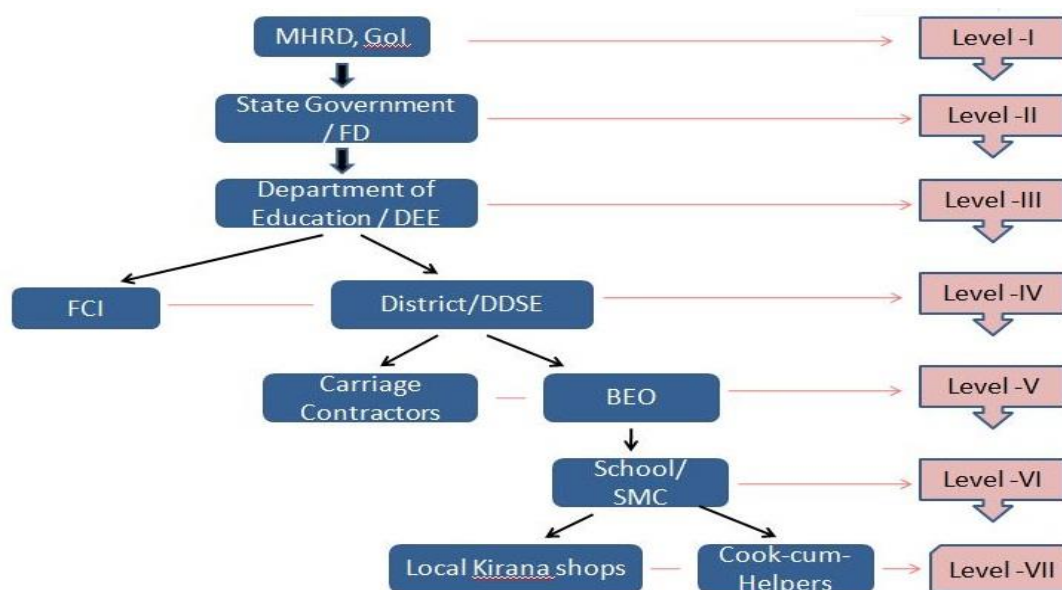 MHRD, GoI
Level -I
State Government
/ FD
Level -II
Department of
Education / DEE
Level -III
FCI
District/DDSE
Level -IV
Carriage
Contractors
BEO
Level -V
School/
SMC
Level -VI
Local Kirana shops
Cook-cum-
Helpers
Level -VII